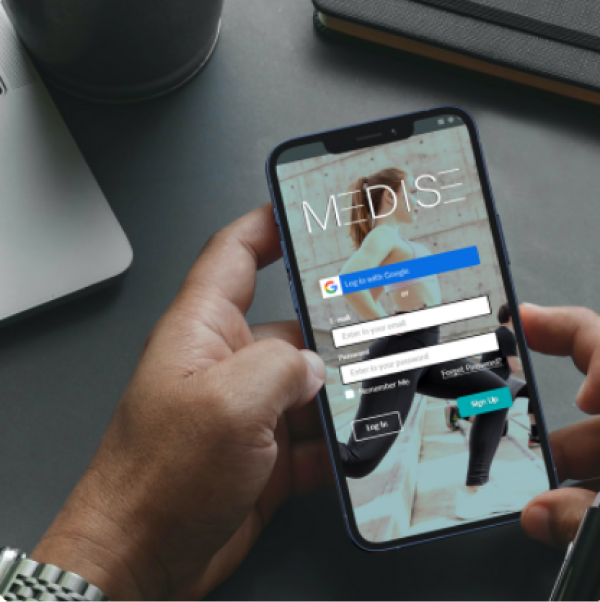 MEDISE
Log In with Google
or
E-mail
Enter to your email
Password
Enter to your password
Remember Me
Forget Password?
Sign Up
Log In